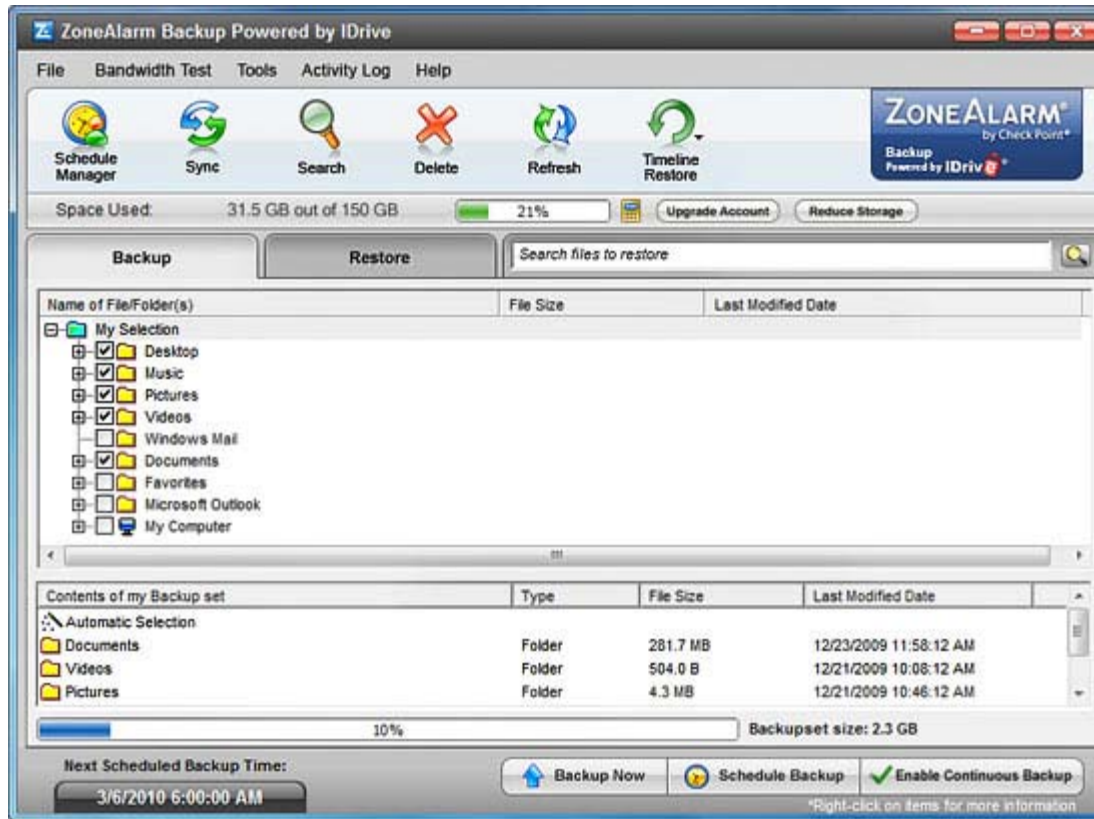 ZoneAlarm Backup Powered by IDrive
File Bandwidth Test Tools Activity Log Help
Schedule Manager
Sync
Search
Delete
Refresh
Timeline Restore
ZONEALARM®
by Check Point®
Backup
Powered by IDrive®
Space Used: 31.5 GB out of 150 GB 21% Upgrade Account Reduce Storage
Backup Restore Search files to restore
Name of File/Folder(s) File Size Last Modified Date
My Selection
Desktop
Music
Pictures
Videos
Windows Mail
Documents
Favorites
Microsoft Outlook
My Computer
Contents of my Backup set Type File Size Last Modified Date
Automatic Selection
Documents Folder 281.7 MB 12/23/2009 11:58:12 AM
Videos Folder 504.0 B 12/21/2009 10:08:12 AM
Pictures Folder 4.3 MB 12/21/2009 10:46:12 AM
10% Backupset size: 2.3 GB
Next Scheduled Backup Time:
3/6/2010 6:00:00 AM
Backup Now Schedule Backup Enable Continuous Backup
*Right-click on items for more information